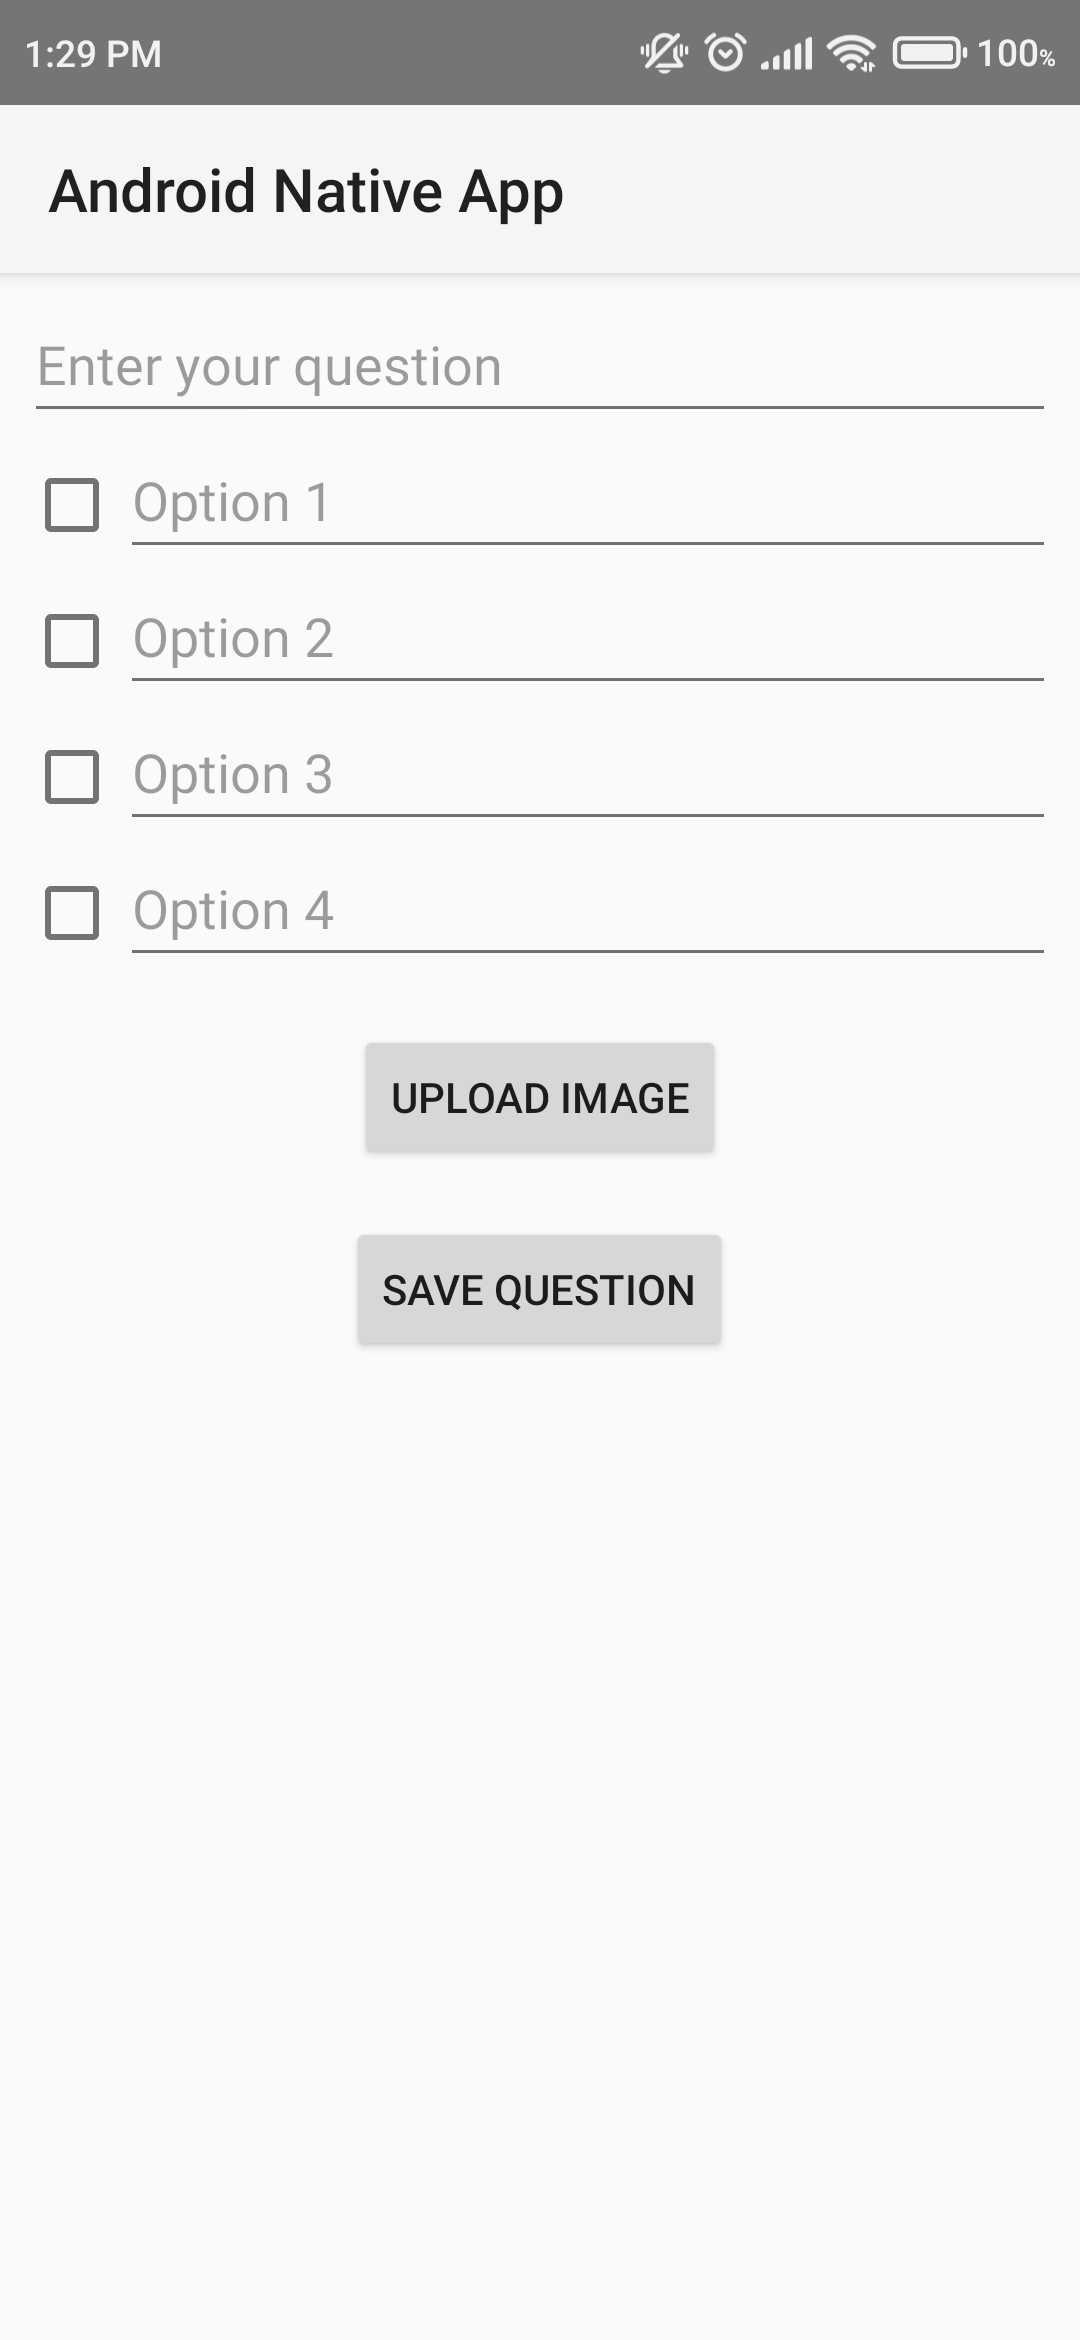 1:29 PM 100%
Android Native App
Enter your question
Option 1
Option 2
Option 3
Option 4
UPLOAD IMAGE
SAVE QUESTION